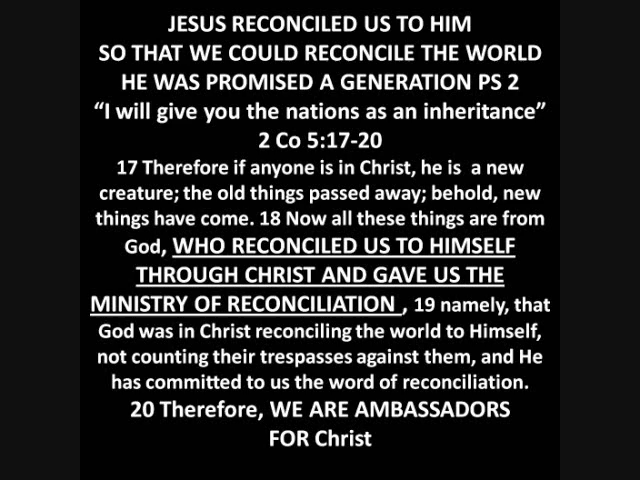 JESUS RECONCILED US TO HIM
SO THAT WE COULD RECONCILE THE WORLD
HE WAS PROMISED A GENERATION PS 2
“I will give you the nations as an inheritance”
2 Co 5:17-20
17 Therefore if anyone is in Christ, he is  a new
creature; the old things passed away; behold, new
things have come. 18 Now all these things are from
God, WHO RECONCILED US TO HIMSELF
THROUGH CHRIST AND GAVE US THE
MINISTRY OF RECONCILIATION , 19 namely, that
God was in Christ reconciling the world to Himself,
not counting their trespasses against them, and He
has committed to us the word of reconciliation.
20 Therefore, WE ARE AMBASSADORS
FOR Christ